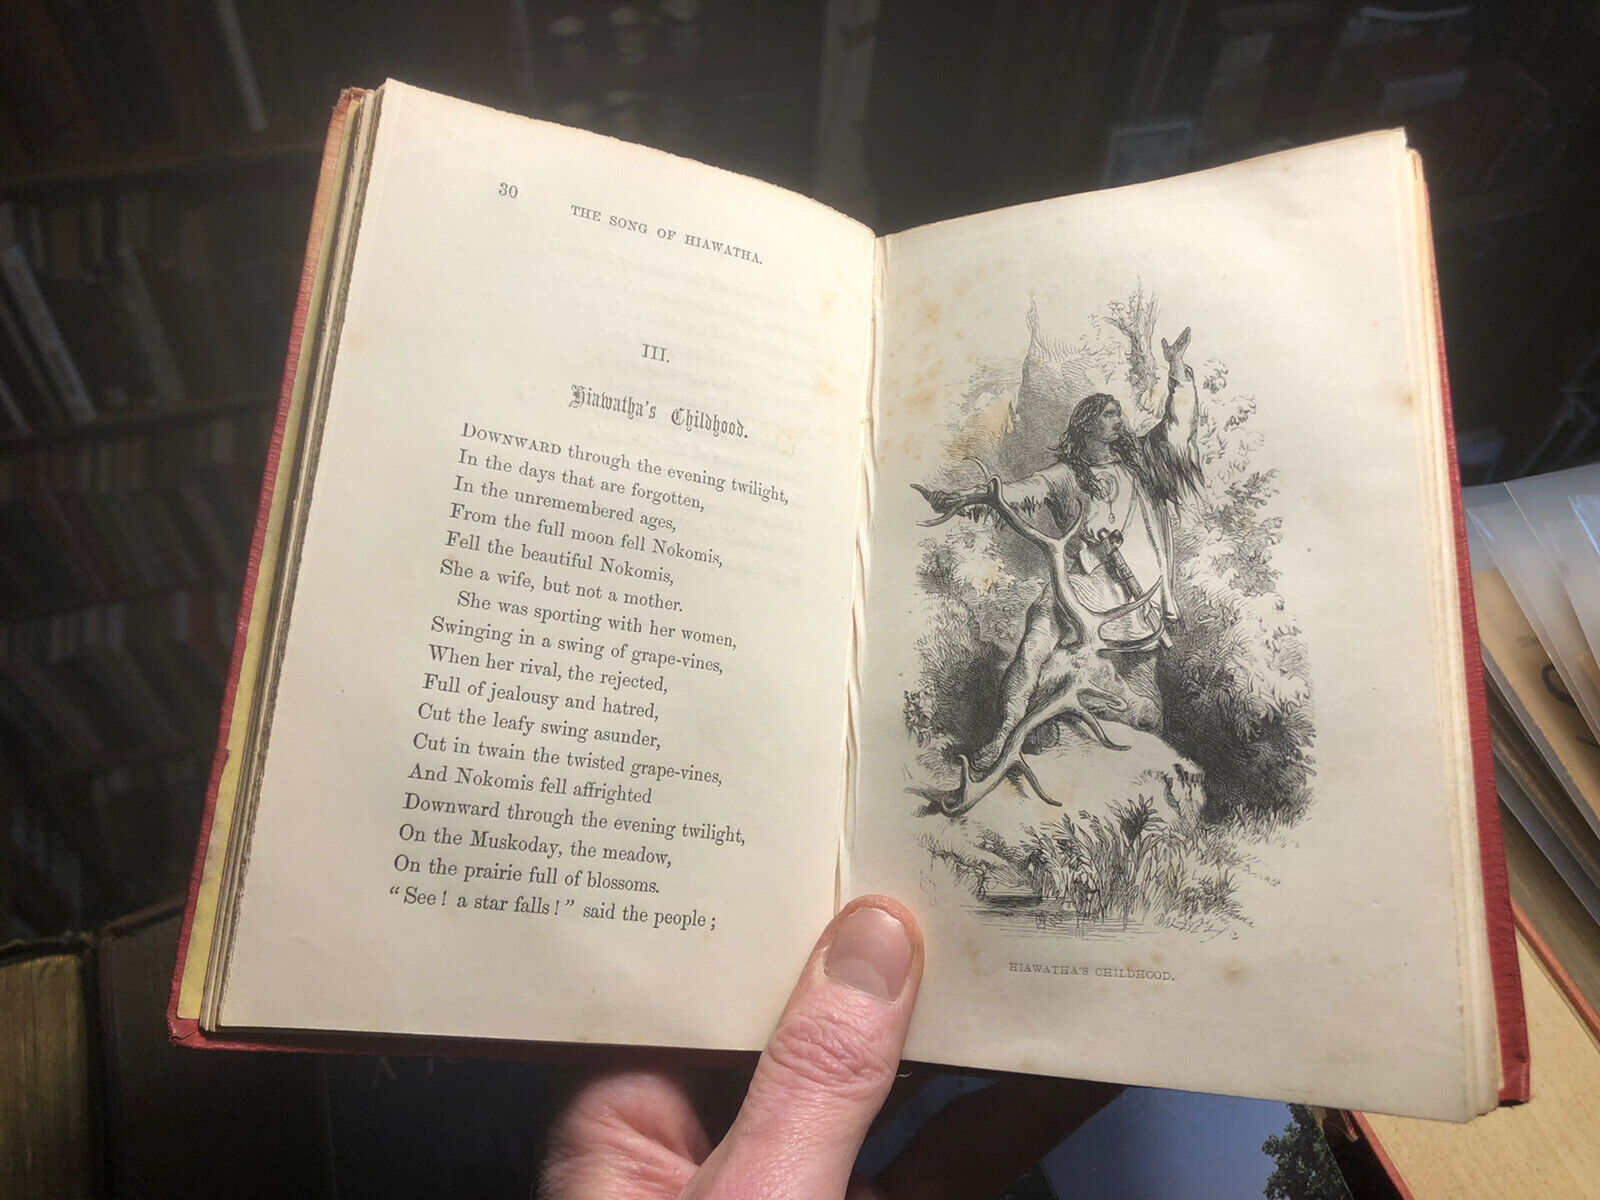 30
THE SONG OF HIAWATHA.
III.
Hiawatha's Childhood.
DOWNWARD through the evening twilight,
In the days that are forgotten,
In the unremembered ages,
From the full moon fell Nokomis,
Fell the beautiful Nokomis,
She a wife, but not a mother.
She was sporting with her women,
Swinging in a swing of grape-vines,
When her rival, the rejected,
Full of jealousy and hatred,
Cut the leafy swing asunder,
Cut in twain the twisted grape-vines,
And Nokomis fell affrighted
Downward through the evening twilight,
On the Muskoday, the meadow,
On the prairie full of blossoms.
“See! a star falls!” said the people;
DALZIEL
HIAWATHA'S CHILDHOOD.